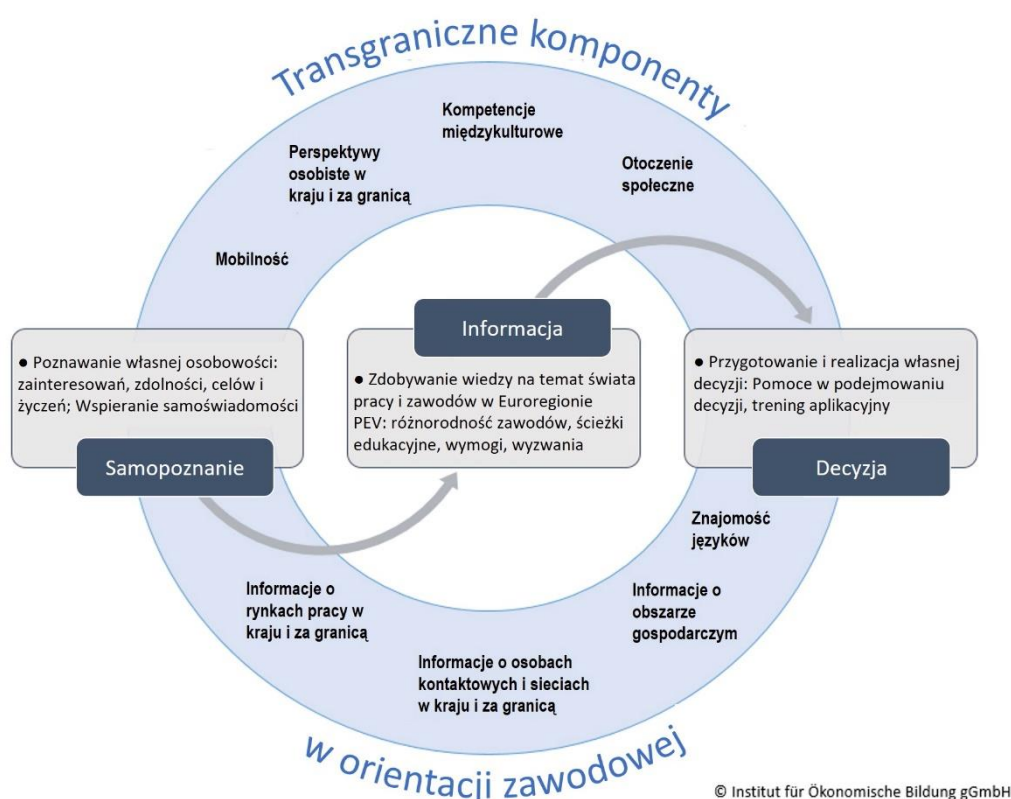 Transgraniczne komponenty
Kompetencje
międzykulturowe
Perspektywy
osobiste w
kraju i za granicą
Otoczenie
społeczne
Mobilność
● Poznawanie własnej osobowości:
zainteresowań, zdolności, celów i
życzeń; Wspieranie samoświadomości
Samopoznanie
Informacja
● Zdobywanie wiedzy na temat świata
pracy i zawodów w Euroregionie
PEV: różnorodność zawodów, ścieżki
edukacyjne, wymogi, wyzwania
● Przygotowanie i realizacja własnej
decyzji: Pomoce w podejmowaniu
decyzji, trening aplikacyjny
Decyzja
Znajomość
języków
Informacje o
rynkach pracy w
kraju i za granicą
Informacje o
obszarze
gospodarczym
Informacje o osobach
kontaktowych i sieciach
w kraju i za granicą
w orientacji zawodowej
© Institut für Ökonomische Bildung gGmbH